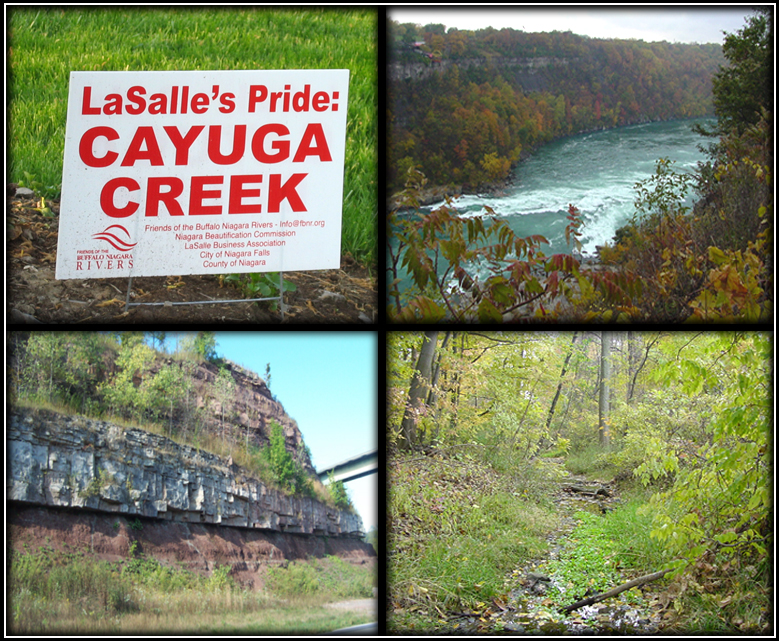 LaSalle's Pride:
CAYUGA
CREEK
Friends of the Buffalo Niagara Rivers - Info@fbnr.org
Niagara Beautification Commission
LaSalle Business Association
City of Niagara Falls
County of Niagara
FRIENDS OF THE
BUFFALO NIAGARA
RIVERS